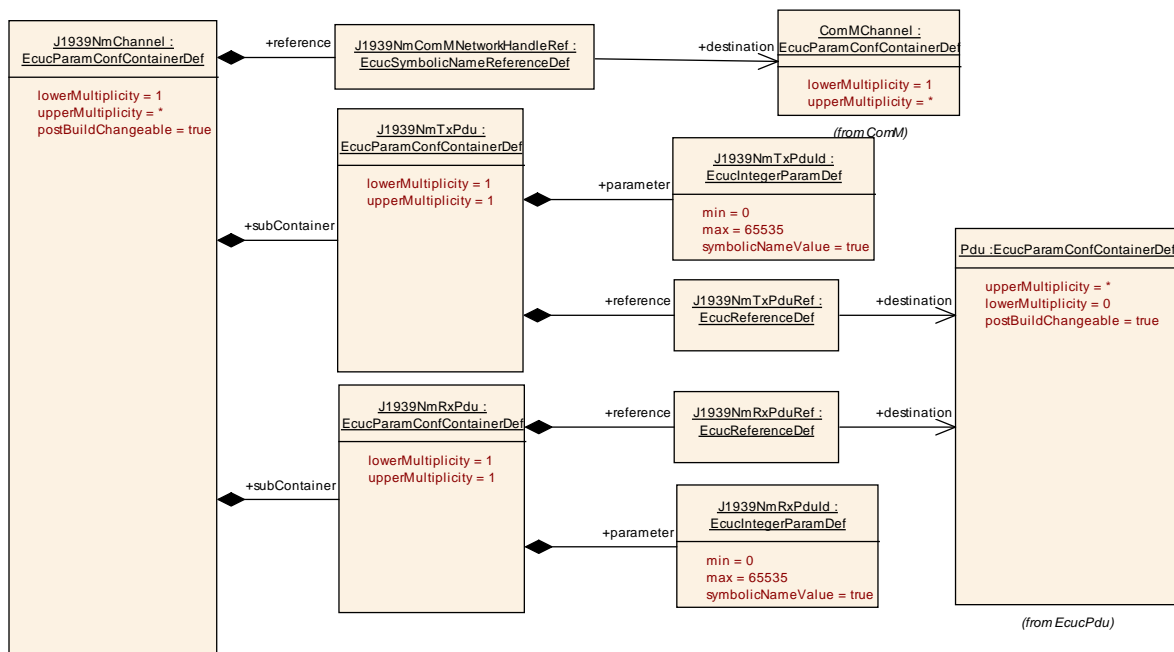 J1939NmChannel :
EcucParamConfContainerDef
lowerMultiplicity = 1
upperMultiplicity = *
postBuildChangeable = true
+reference
J1939NmComMNetworkHandleRef :
EcucSymbolicNameReferenceDef
+destination
ComMChannel :
EcucParamConfContainerDef
lowerMultiplicity = 1
upperMultiplicity = *
(from ComM)
+subContainer
J1939NmTxPdu :
EcucParamConfContainerDef
lowerMultiplicity = 1
upperMultiplicity = 1
+parameter
J1939NmTxPduId :
EcucIntegerParamDef
min = 0
max = 65535
symbolicNameValue = true
+reference
J1939NmTxPduRef :
EcucReferenceDef
+destination
Pdu :EcucParamConfContainerDef
upperMultiplicity = *
lowerMultiplicity = 0
postBuildChangeable = true
(from EcucPdu)
+subContainer
J1939NmRxPdu :
EcucParamConfContainerDef
lowerMultiplicity = 1
upperMultiplicity = 1
+reference
J1939NmRxPduRef :
EcucReferenceDef
+destination
+parameter
J1939NmRxPduId :
EcucIntegerParamDef
min = 0
max = 65535
symbolicNameValue = true